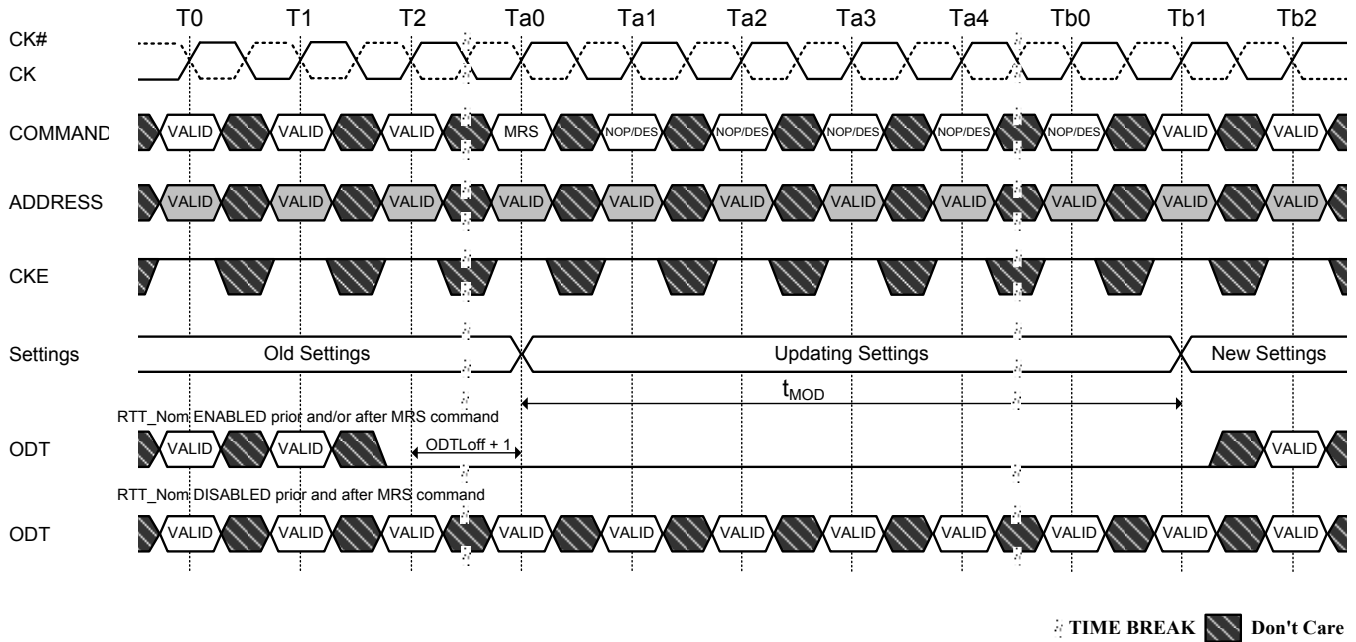 T0 T1 T2 Ta0 Ta1 Ta2 Ta3 Ta4 Tb0 Tb1 Tb2
CK#
CK
COMMAND VALID VALID VALID MRS NOP/DES NOP/DES NOP/DES NOP/DES NOP/DES VALID VALID
ADDRESS VALID VALID VALID VALID VALID VALID VALID VALID VALID VALID VALID
CKE
Settings Old Settings Updating Settings New Settings
tMOD
RTT_Nom ENABLED prior and/or after MRS command
ODT VALID VALID ODTLoff + 1 VALID
RTT_Nom DISABLED prior and after MRS command
ODT VALID VALID VALID VALID VALID VALID VALID VALID VALID VALID VALID
TIME BREAK Don't Care